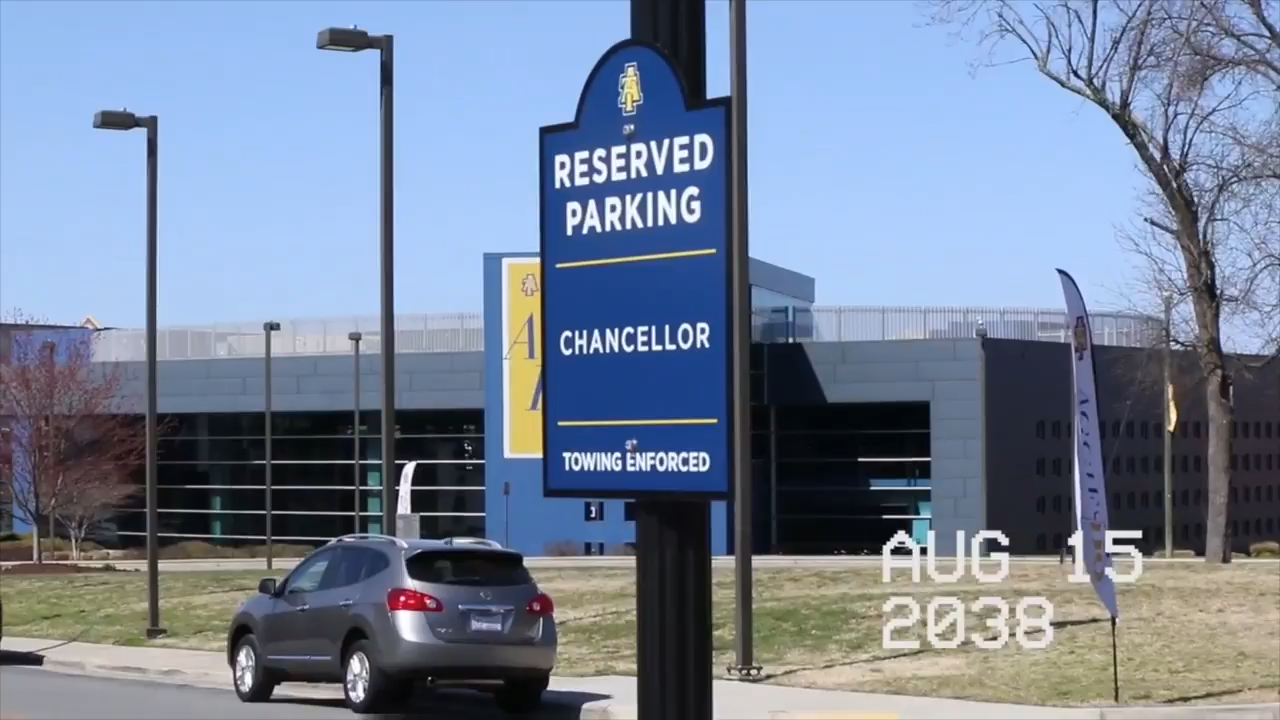 RESERVED
PARKING
CHANCELLOR
TOWING ENFORCED
AUG 15
2038